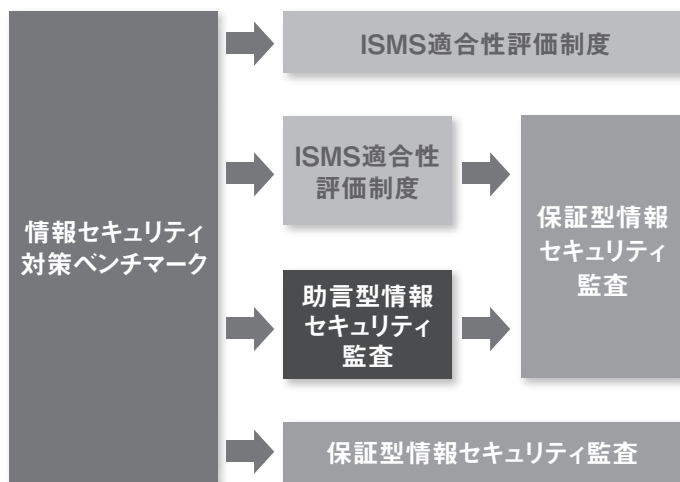 情報セキュリティ
対策ベンチマーク
ISMS適合性評価制度
ISMS適合性
評価制度
助言型情報
セキュリティ
監査
保証型情報
セキュリティ
監査
保証型情報セキュリティ監査